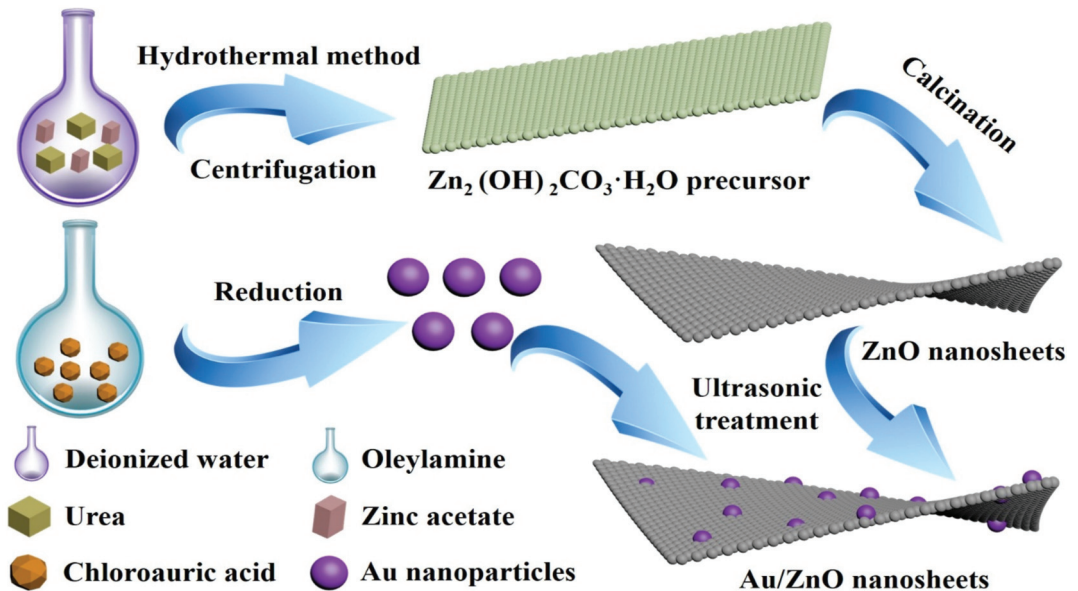 Hydrothermal method
Centrifugation
Zn₂ (OH) ₂CO₃·H₂O precursor
Calcination
Reduction
ZnO nanosheets
Ultrasonic
treatment
Deionized water
Oleylamine
Urea
Zinc acetate
Chloroauric acid
Au nanoparticles
Au/ZnO nanosheets